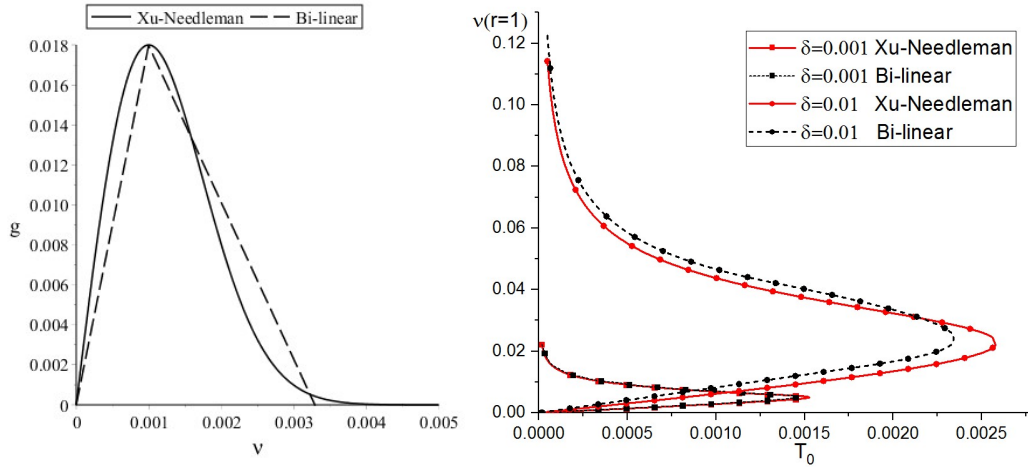 Xu-Needleman Bi-linear
0.018
0.016
0.014
0.012
0.010
g
0.008
0.006
0.004
0.002
0
0 0.001 0.002 0.003 0.004 0.005
ν
ν(r=1)
0.12
0.10
0.08
0.06
0.04
0.02
0.00
δ=0.001 Xu-Needleman
δ=0.001 Bi-linear
δ=0.01 Xu-Needleman
δ=0.01 Bi-linear
0.0000 0.0005 0.0010 0.0015 0.0020 0.0025
T₀